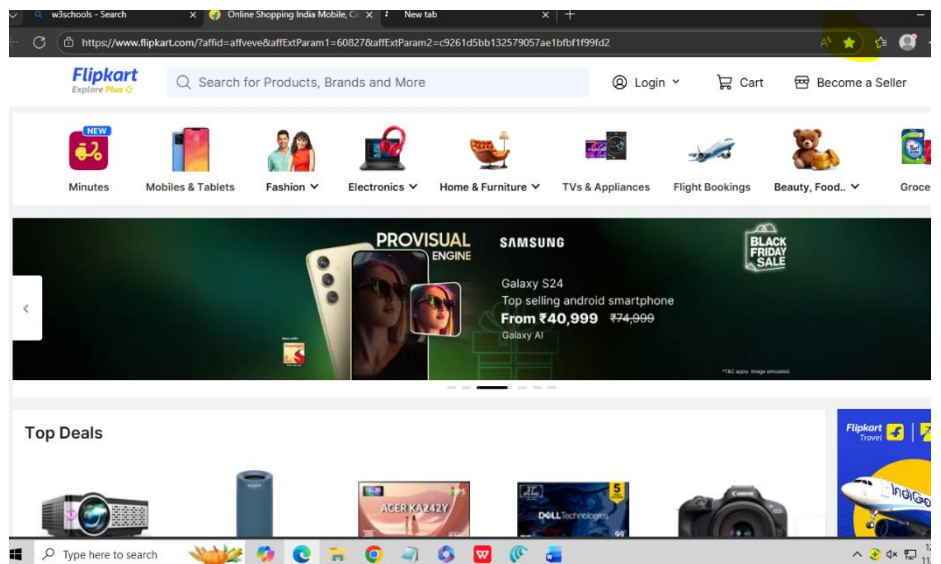 w3schools - Search
Online Shopping India Mobile, C
New tab
https://www.flipkart.com/?affid=affveve&affExtParam1=60827&affExtParam2=c9261d5bb132579057ae1bfbf1f99fd2
Flipkart
Explore Plus
Search for Products, Brands and More
Login
Cart
Become a Seller
NEW
Minutes
Mobiles & Tablets
Fashion
Electronics
Home & Furniture
TVs & Appliances
Flight Bookings
Beauty, Food..
Groce
PROVISUAL
ENGINE
SAMSUNG
Galaxy S24
Top selling android smartphone
From ₹40,999 ₹74,999
Galaxy AI
BLACK
FRIDAY
SALE
*T&C apply. Image simulated.
Top Deals
Flipkart
Travel
ACER KA242Y
27"
DELL Technologies
5
Canon
IndiGo
Type here to search